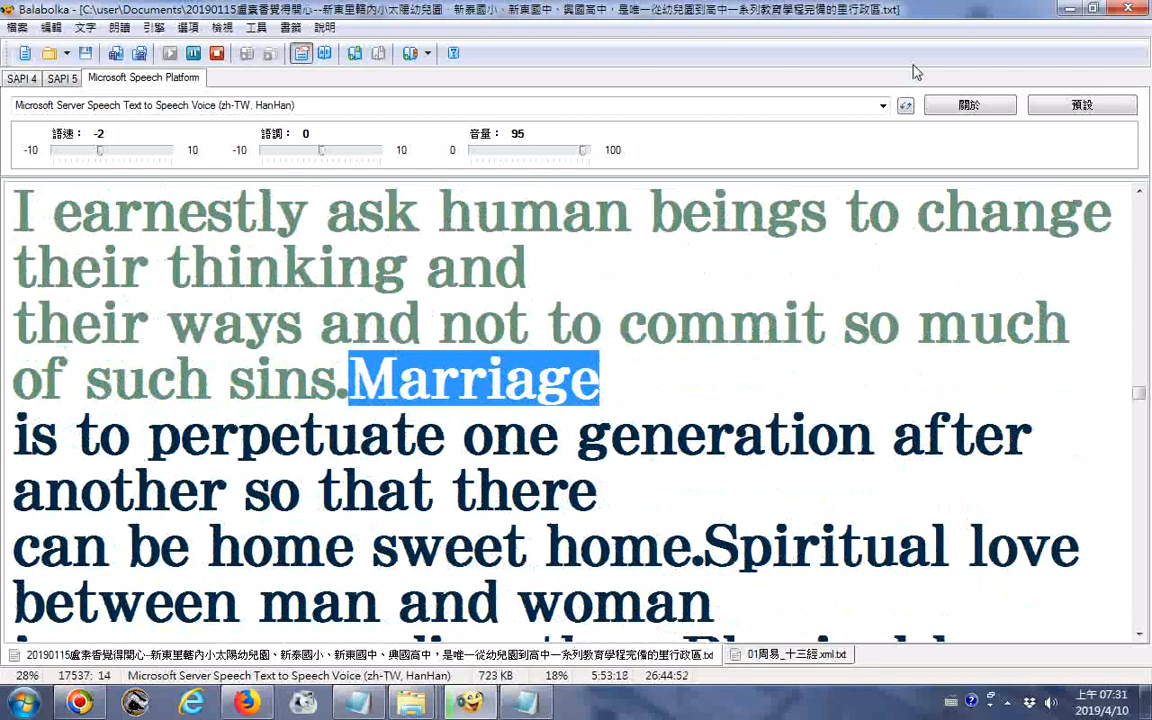 Balabolka - [C:\user\Documents\20190115盧素香覺得開心--新東里轄內小太陽幼兒園、新泰國小、新東國中、興國高中，是唯一從幼兒園到高中一系列教育學程完備的里行政區.txt]
檔案 編輯 文字 朗讀 引擎 選項 檢視 工具 書籤 說明
SAPI 4 SAPI 5 Microsoft Speech Platform
Microsoft Server Speech Text to Speech Voice (zh-TW, HanHan) 關於 預設
語速： -2 語調： 0 音量： 95
-10 10 -10 10 0 100
I earnestly ask human beings to change
their thinking and
their ways and not to commit so much
of such sins.Marriage
is to perpetuate one generation after
another so that there
can be home sweet home.Spiritual love
between man and woman
20190115盧素香覺得開心--新東里轄內小太陽幼兒園、新泰國小、新東國中、興國高中，是唯一從幼兒園到高中一系列教育學程完備的里行政區.txt 01周易_十三經.xml.txt
28% 17537: 14 Microsoft Server Speech Text to Speech Voice (zh-TW, HanHan) 723 KB 18% 5:53:18 26:44:52
上午 07:31
2019/4/10